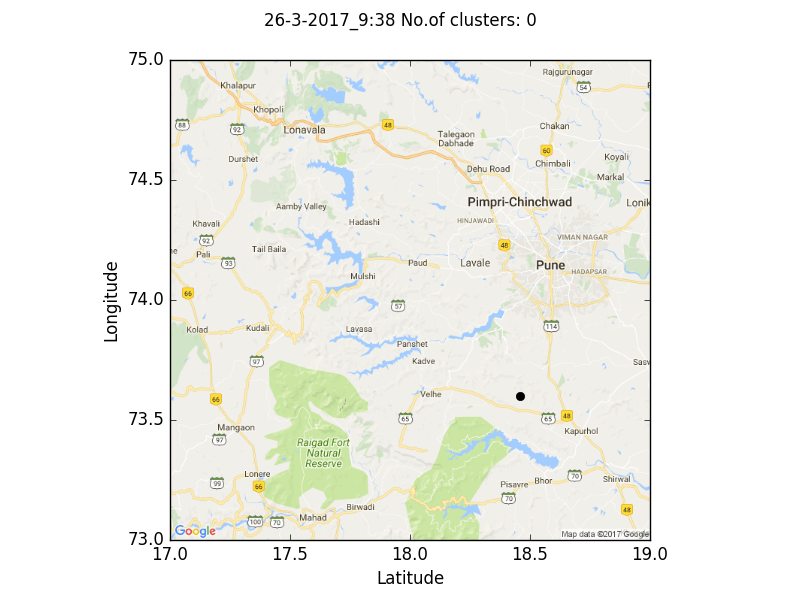 26-3-2017_9:38 No.of clusters: 0
75.0
74.5
74.0
73.5
73.0
17.0
17.5
18.0
18.5
19.0
Longitude
Latitude
Rajgurunagar
Khalapur
54
Khopoli
88
92
Lonavala
48
Chakan
Talegaon
Dabhade
60
Durshet
Chimbali
Koyali
Dehu Road
Markal
Aamby Valley
Pimpri-Chinchwad
Lonik
Khavali
Hadashi
HINJAWADI
92
Pali
Tail Baila
48
VIMAN NAGAR
ne
93
Paud
Lavale
Pune
HADAPSAR
Mulshi
66
57
Kolad
Kudali
Lavasa
114
Panshet
97
Kadve
Sasw
66
Velhe
65
65
48
Mangaon
97
Kapurhol
Raigad Fort
Natural
Reserve
Lonere
99
66
Pisavre
Bhor
70
Shirwal
70
Birwadi
48
100
70
Mahad
Google
Map data ©2017 Google